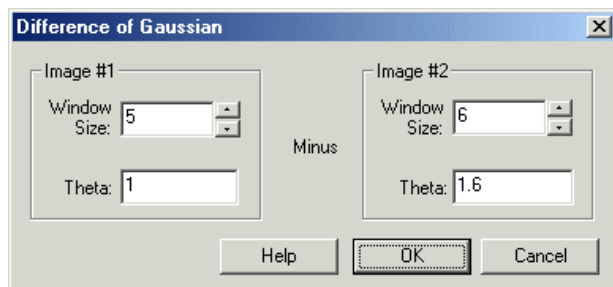 Difference of Gaussian
Image #1
Window
Size:
5
Theta:
1
Minus
Image #2
Window
Size:
6
Theta:
1.6
Help
OK
Cancel